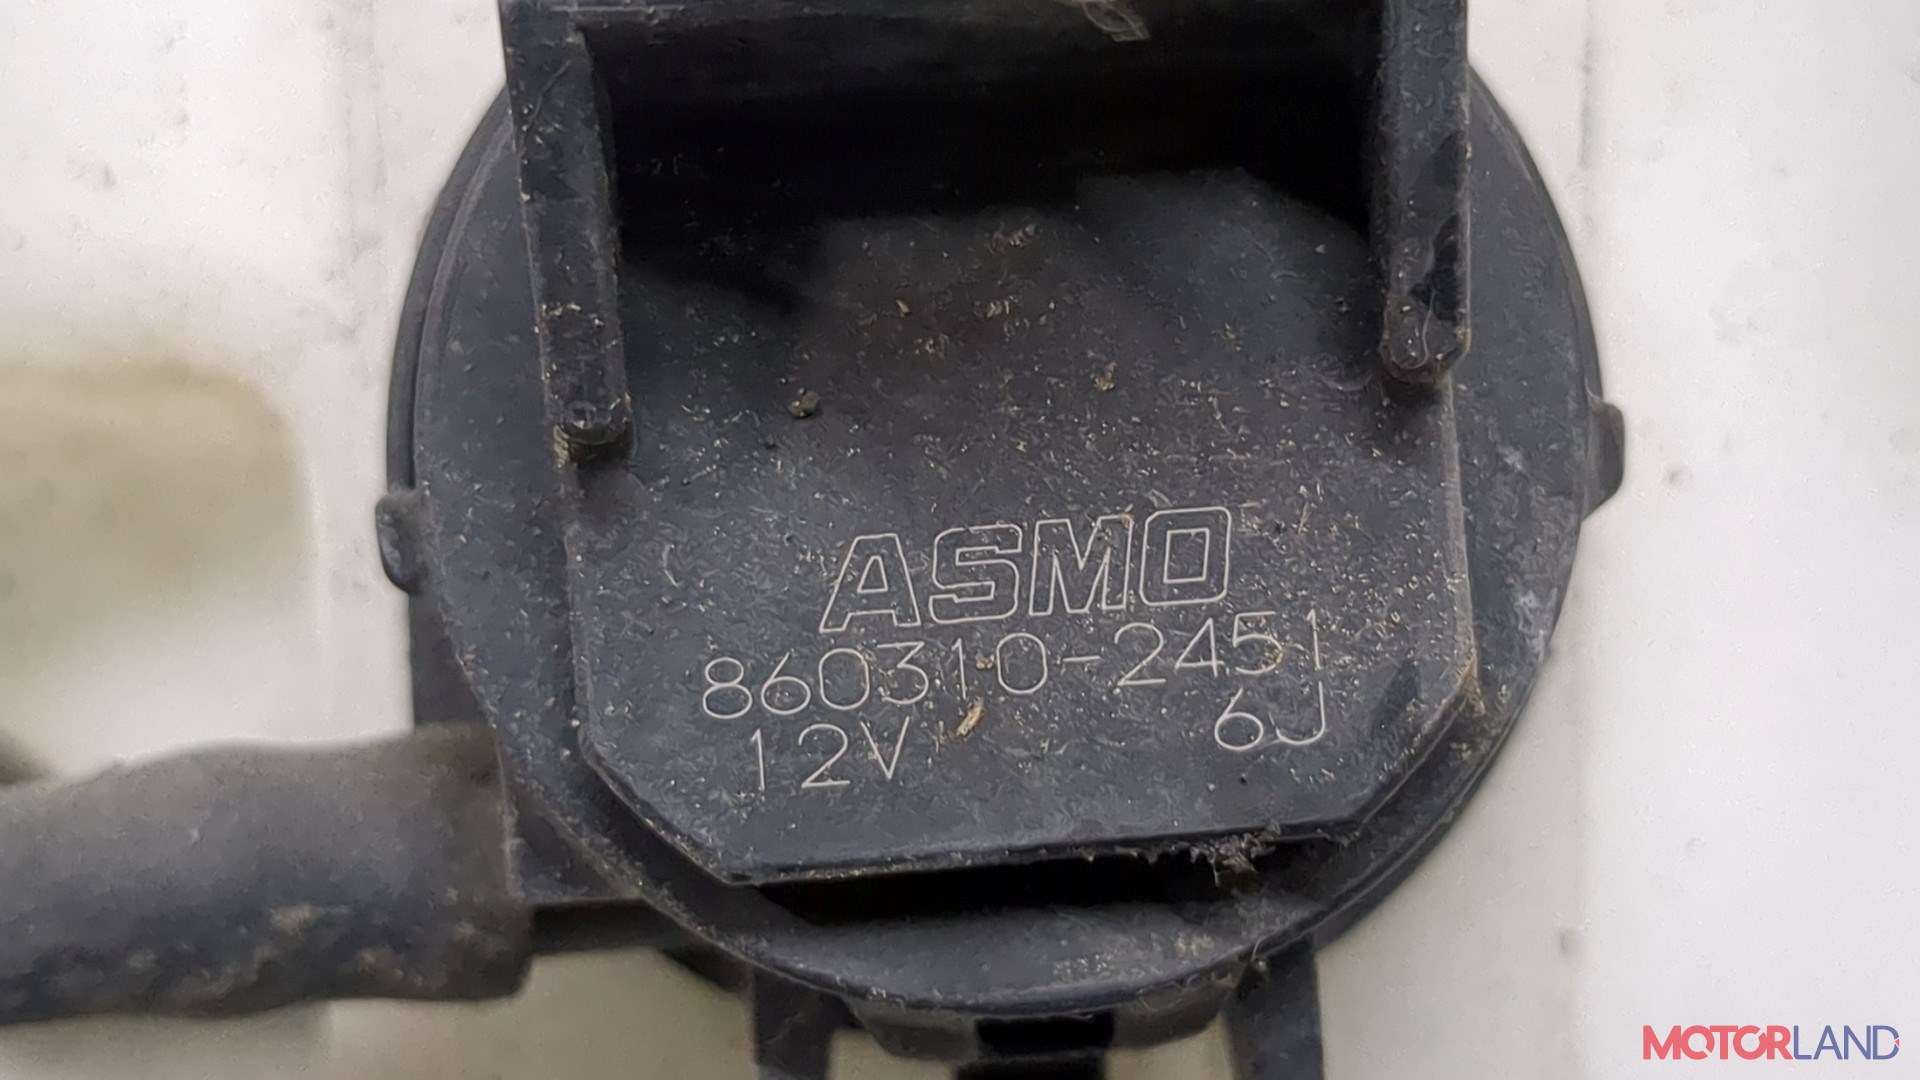 ASMO
860310-2451
12V 6J
MOTORLAND